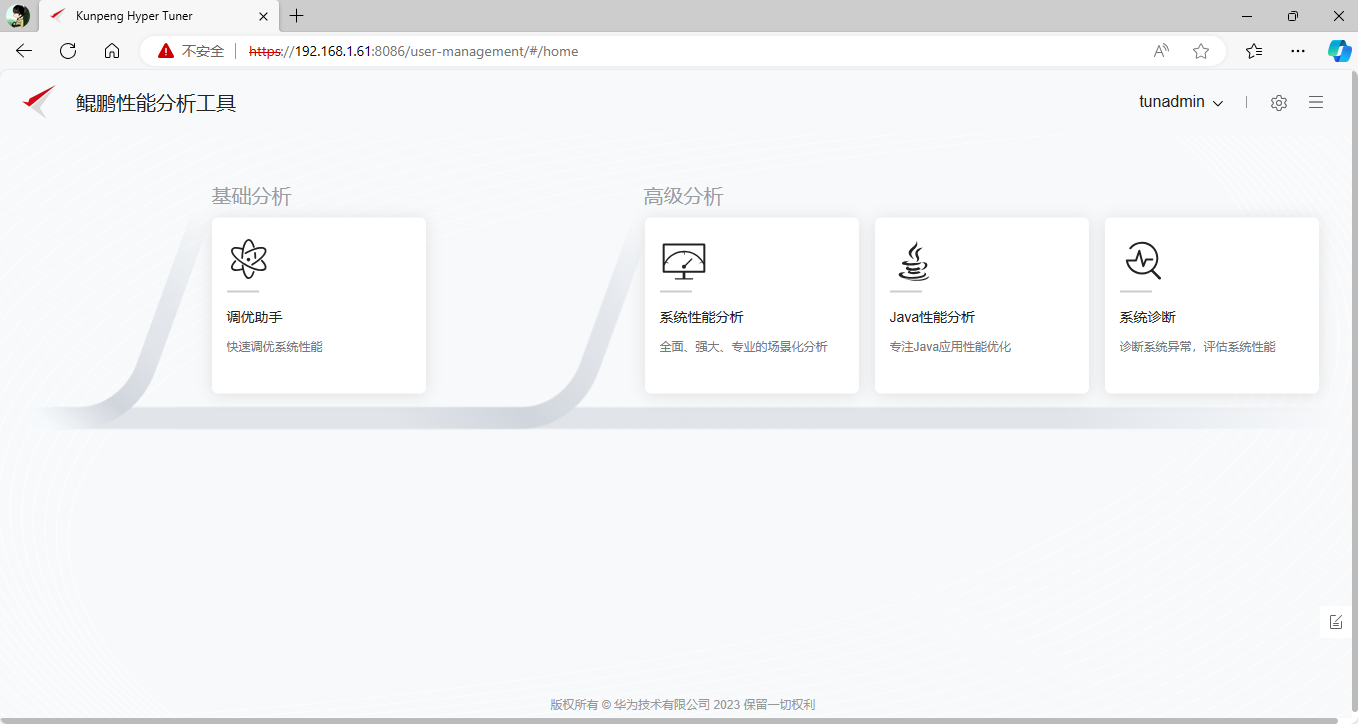 Kunpeng Hyper Tuner
不安全 https://192.168.1.61:8086/user-management/#/home
鲲鹏性能分析工具
tunadmin
基础分析
高级分析
调优助手
快速调优系统性能
系统性能分析
全面、强大、专业的场景化分析
Java性能分析
专注Java应用性能优化
系统诊断
诊断系统异常，评估系统性能
版权所有 © 华为技术有限公司 2023 保留一切权利